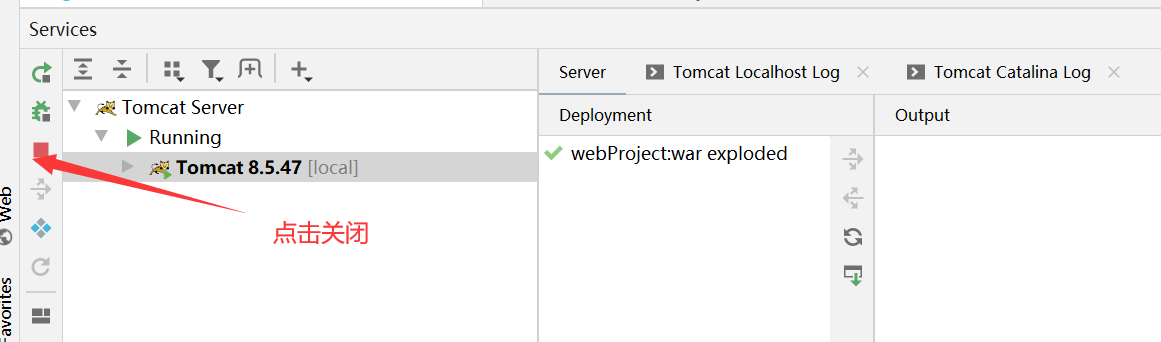 Services
Server
Tomcat Localhost Log
Tomcat Catalina Log
Tomcat Server
Deployment
Output
Running
webProject:war exploded
Tomcat 8.5.47 [local]
点击关闭
Web